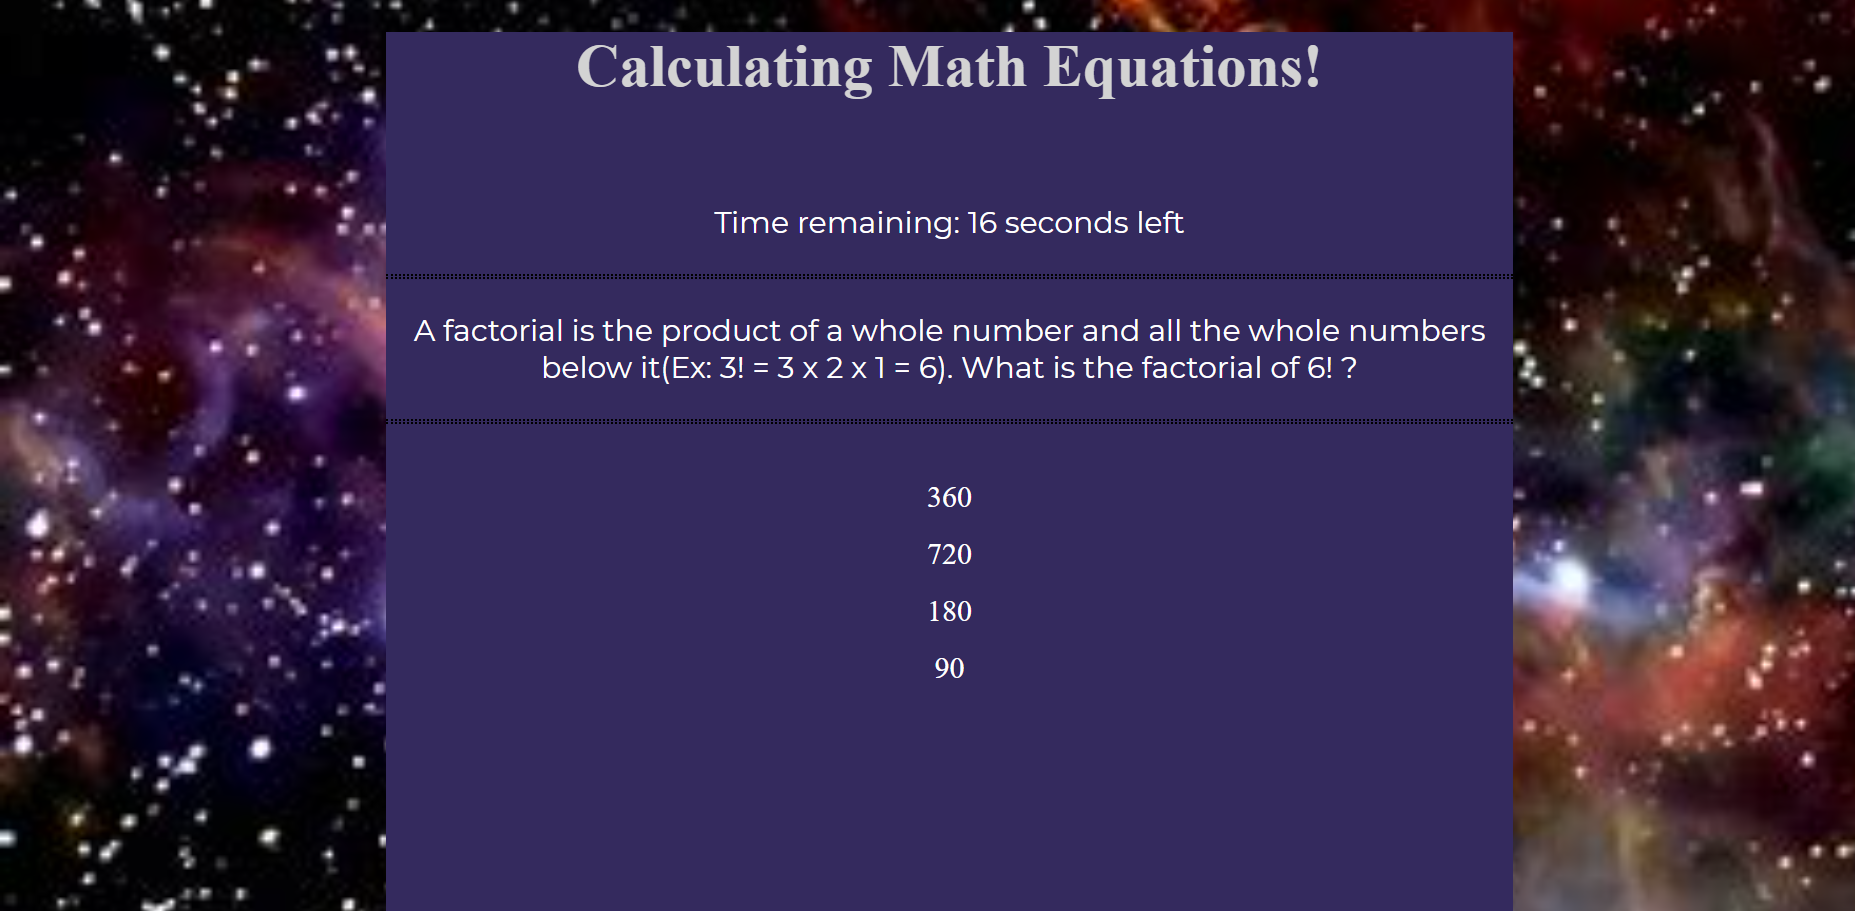 Calculating Math Equations!
Time remaining: 16 seconds left
A factorial is the product of a whole number and all the whole numbers
below it(Ex: 3! = 3 x 2 x 1 = 6). What is the factorial of 6! ?
360
720
180
90